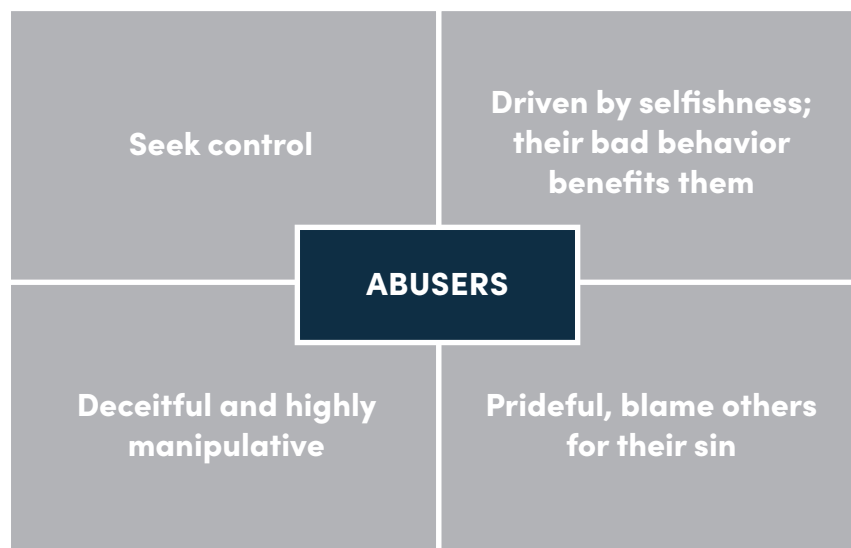 Seek control
Driven by selfishness;
their bad behavior
benefits them
ABUSERS
Deceitful and highly
manipulative
Prideful, blame others
for their sin